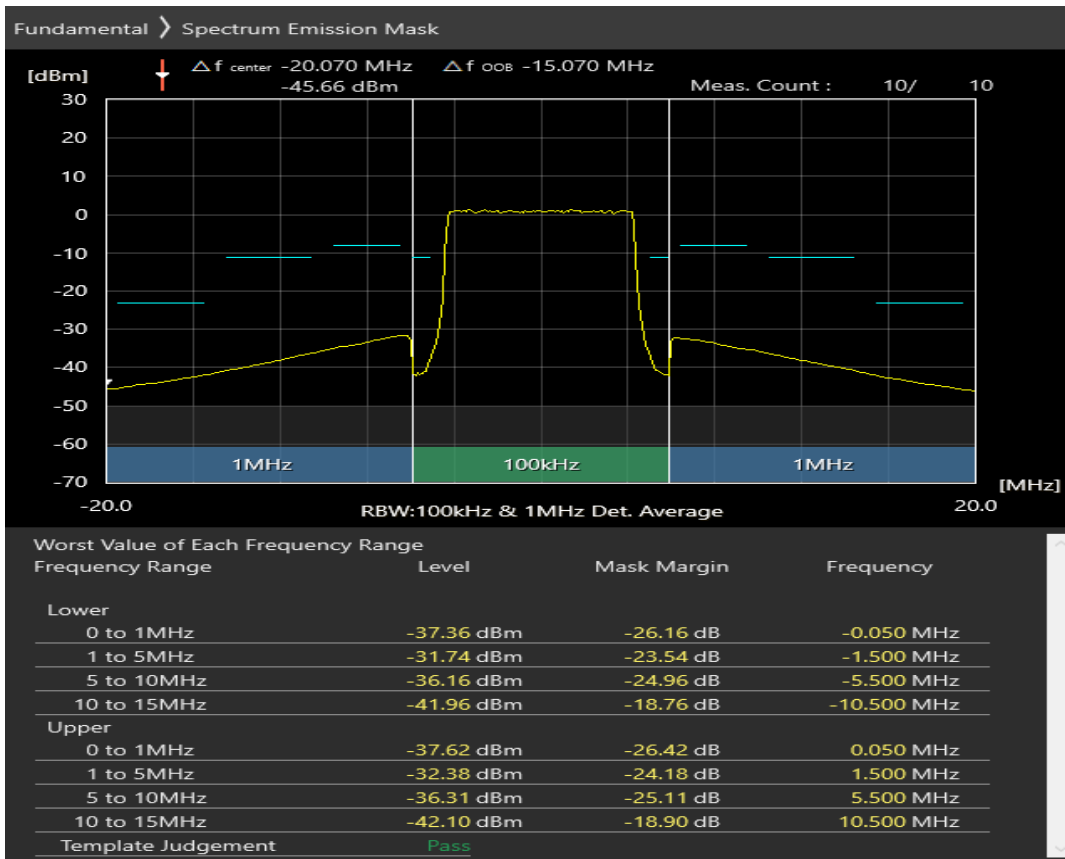 Fundamental ❯ Spectrum Emission Mask
[dBm] △f center -20.070 MHz △f OOB -15.070 MHz
-45.66 dBm Meas. Count : 10/ 10
30
20
10
0
-10
-20
-30
-40
-50
-60
1MHz 100kHz 1MHz
-70 [MHz]
-20.0 RBW:100kHz & 1MHz Det. Average 20.0
Worst Value of Each Frequency Range
Frequency Range Level Mask Margin Frequency
Lower
0 to 1MHz -37.36 dBm -26.16 dB -0.050 MHz
1 to 5MHz -31.74 dBm -23.54 dB -1.500 MHz
5 to 10MHz -36.16 dBm -24.96 dB -5.500 MHz
10 to 15MHz -41.96 dBm -18.76 dB -10.500 MHz
Upper
0 to 1MHz -37.62 dBm -26.42 dB 0.050 MHz
1 to 5MHz -32.38 dBm -24.18 dB 1.500 MHz
5 to 10MHz -36.31 dBm -25.11 dB 5.500 MHz
10 to 15MHz -42.10 dBm -18.90 dB 10.500 MHz
Template Judgement Pass